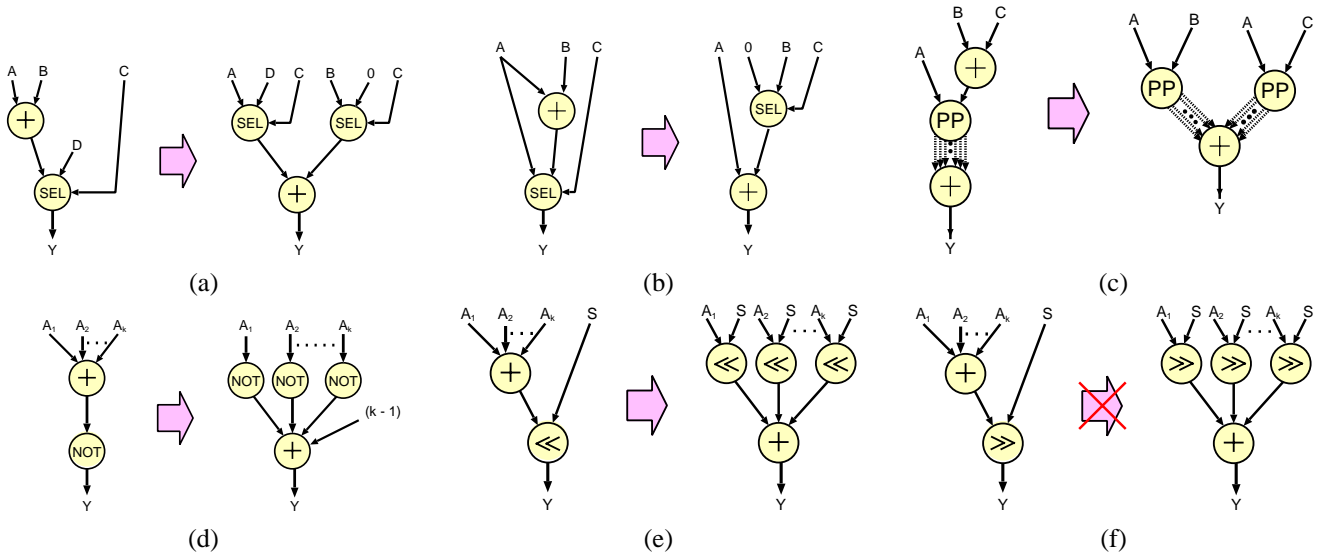 A B C
+
D
SEL
Y
A D C B 0 C
SEL SEL
+
Y
(a)
A B C
+
SEL
Y
A 0 B C
SEL
+
Y
(b)
B C
A
+
PP
+
Y
A B A C
PP PP
+
Y
(c)
A₁ A₂ .... Aₖ
+
NOT
Y
A₁ A₂ ..... Aₖ
NOT NOT NOT
(k - 1)
+
Y
(d)
A₁ A₂ .... Aₖ S
+
≪
Y
A₁ S A₂ S .... Aₖ S
≪ ≪ ≪
+
Y
(e)
A₁ A₂ .... Aₖ S
+
≫
Y
A₁ S A₂ S .... Aₖ S
≫ ≫ ≫
+
Y
(f)